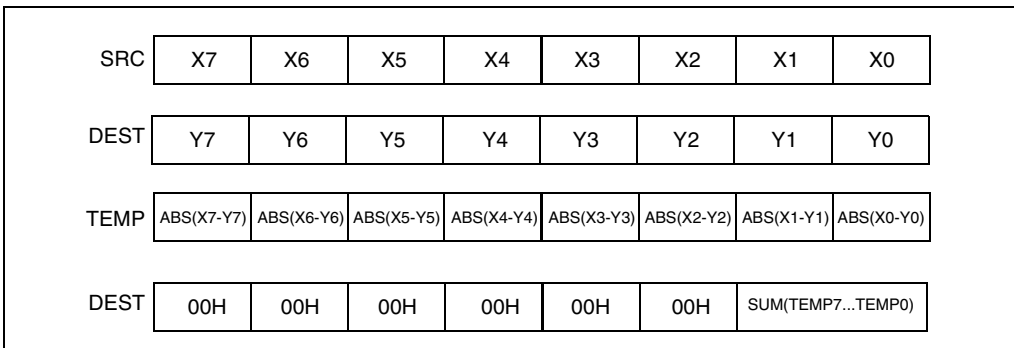 SRC X7 X6 X5 X4 X3 X2 X1 X0
DEST Y7 Y6 Y5 Y4 Y3 Y2 Y1 Y0
TEMP ABS(X7-Y7) ABS(X6-Y6) ABS(X5-Y5) ABS(X4-Y4) ABS(X3-Y3) ABS(X2-Y2) ABS(X1-Y1) ABS(X0-Y0)
DEST 00H 00H 00H 00H 00H 00H SUM(TEMP7...TEMP0)